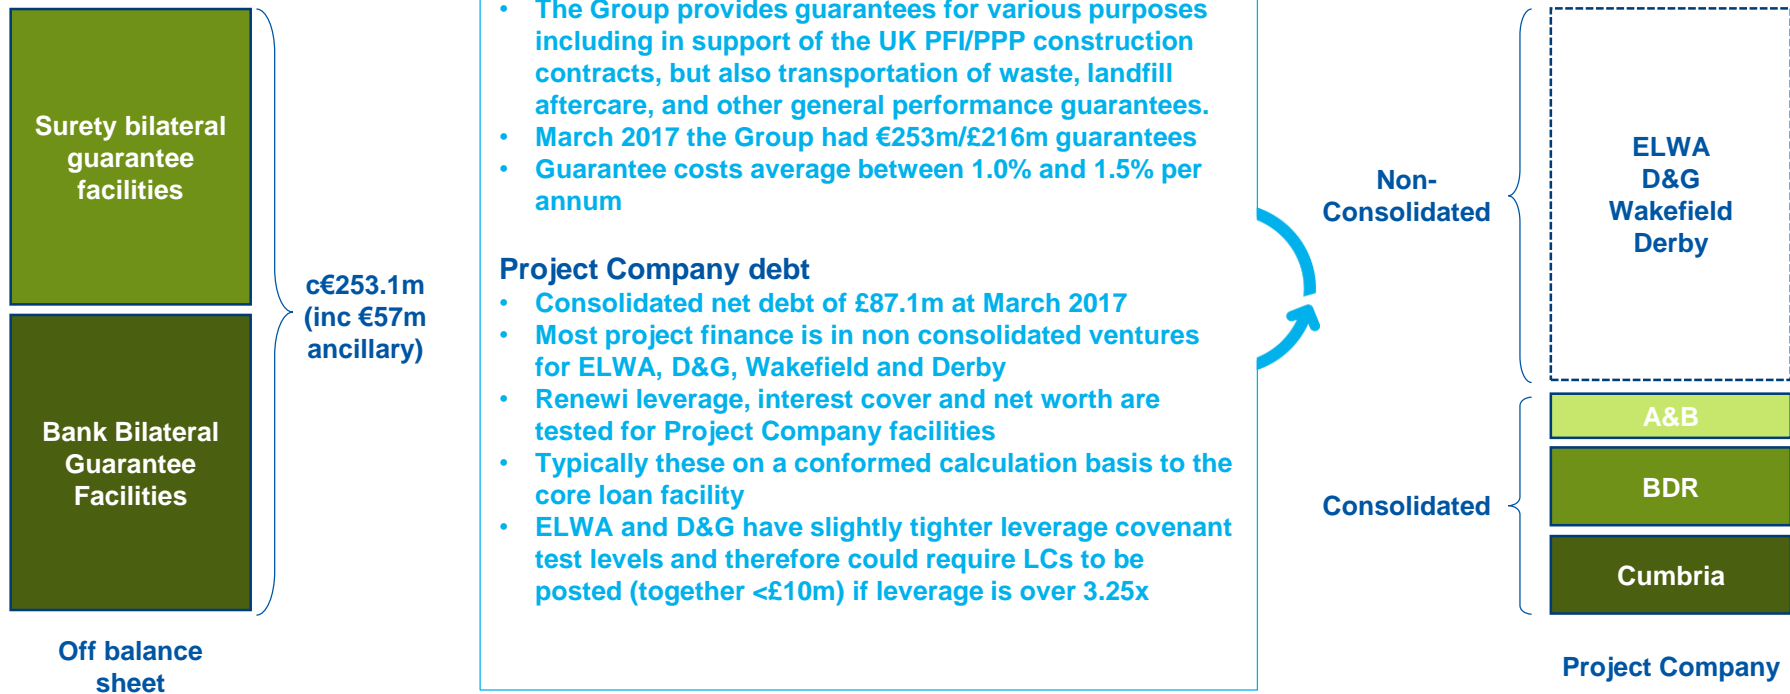 Surety bilateral
guarantee
facilities
Bank Bilateral
Guarantee
Facilities
Off balance
sheet
c€253.1m
(inc €57m
ancillary)
• The Group provides guarantees for various purposes
including in support of the UK PFI/PPP construction
contracts, but also transportation of waste, landfill
aftercare, and other general performance guarantees.
• March 2017 the Group had €253m/£216m guarantees
• Guarantee costs average between 1.0% and 1.5% per
annum
Project Company debt
• Consolidated net debt of £87.1m at March 2017
• Most project finance is in non consolidated ventures
for ELWA, D&G, Wakefield and Derby
• Renewi leverage, interest cover and net worth are
tested for Project Company facilities
• Typically these on a conformed calculation basis to the
core loan facility
• ELWA and D&G have slightly tighter leverage covenant
test levels and therefore could require LCs to be
posted (together <£10m) if leverage is over 3.25x
Non-
Consolidated
Consolidated
ELWA
D&G
Wakefield
Derby
A&B
BDR
Cumbria
Project Company